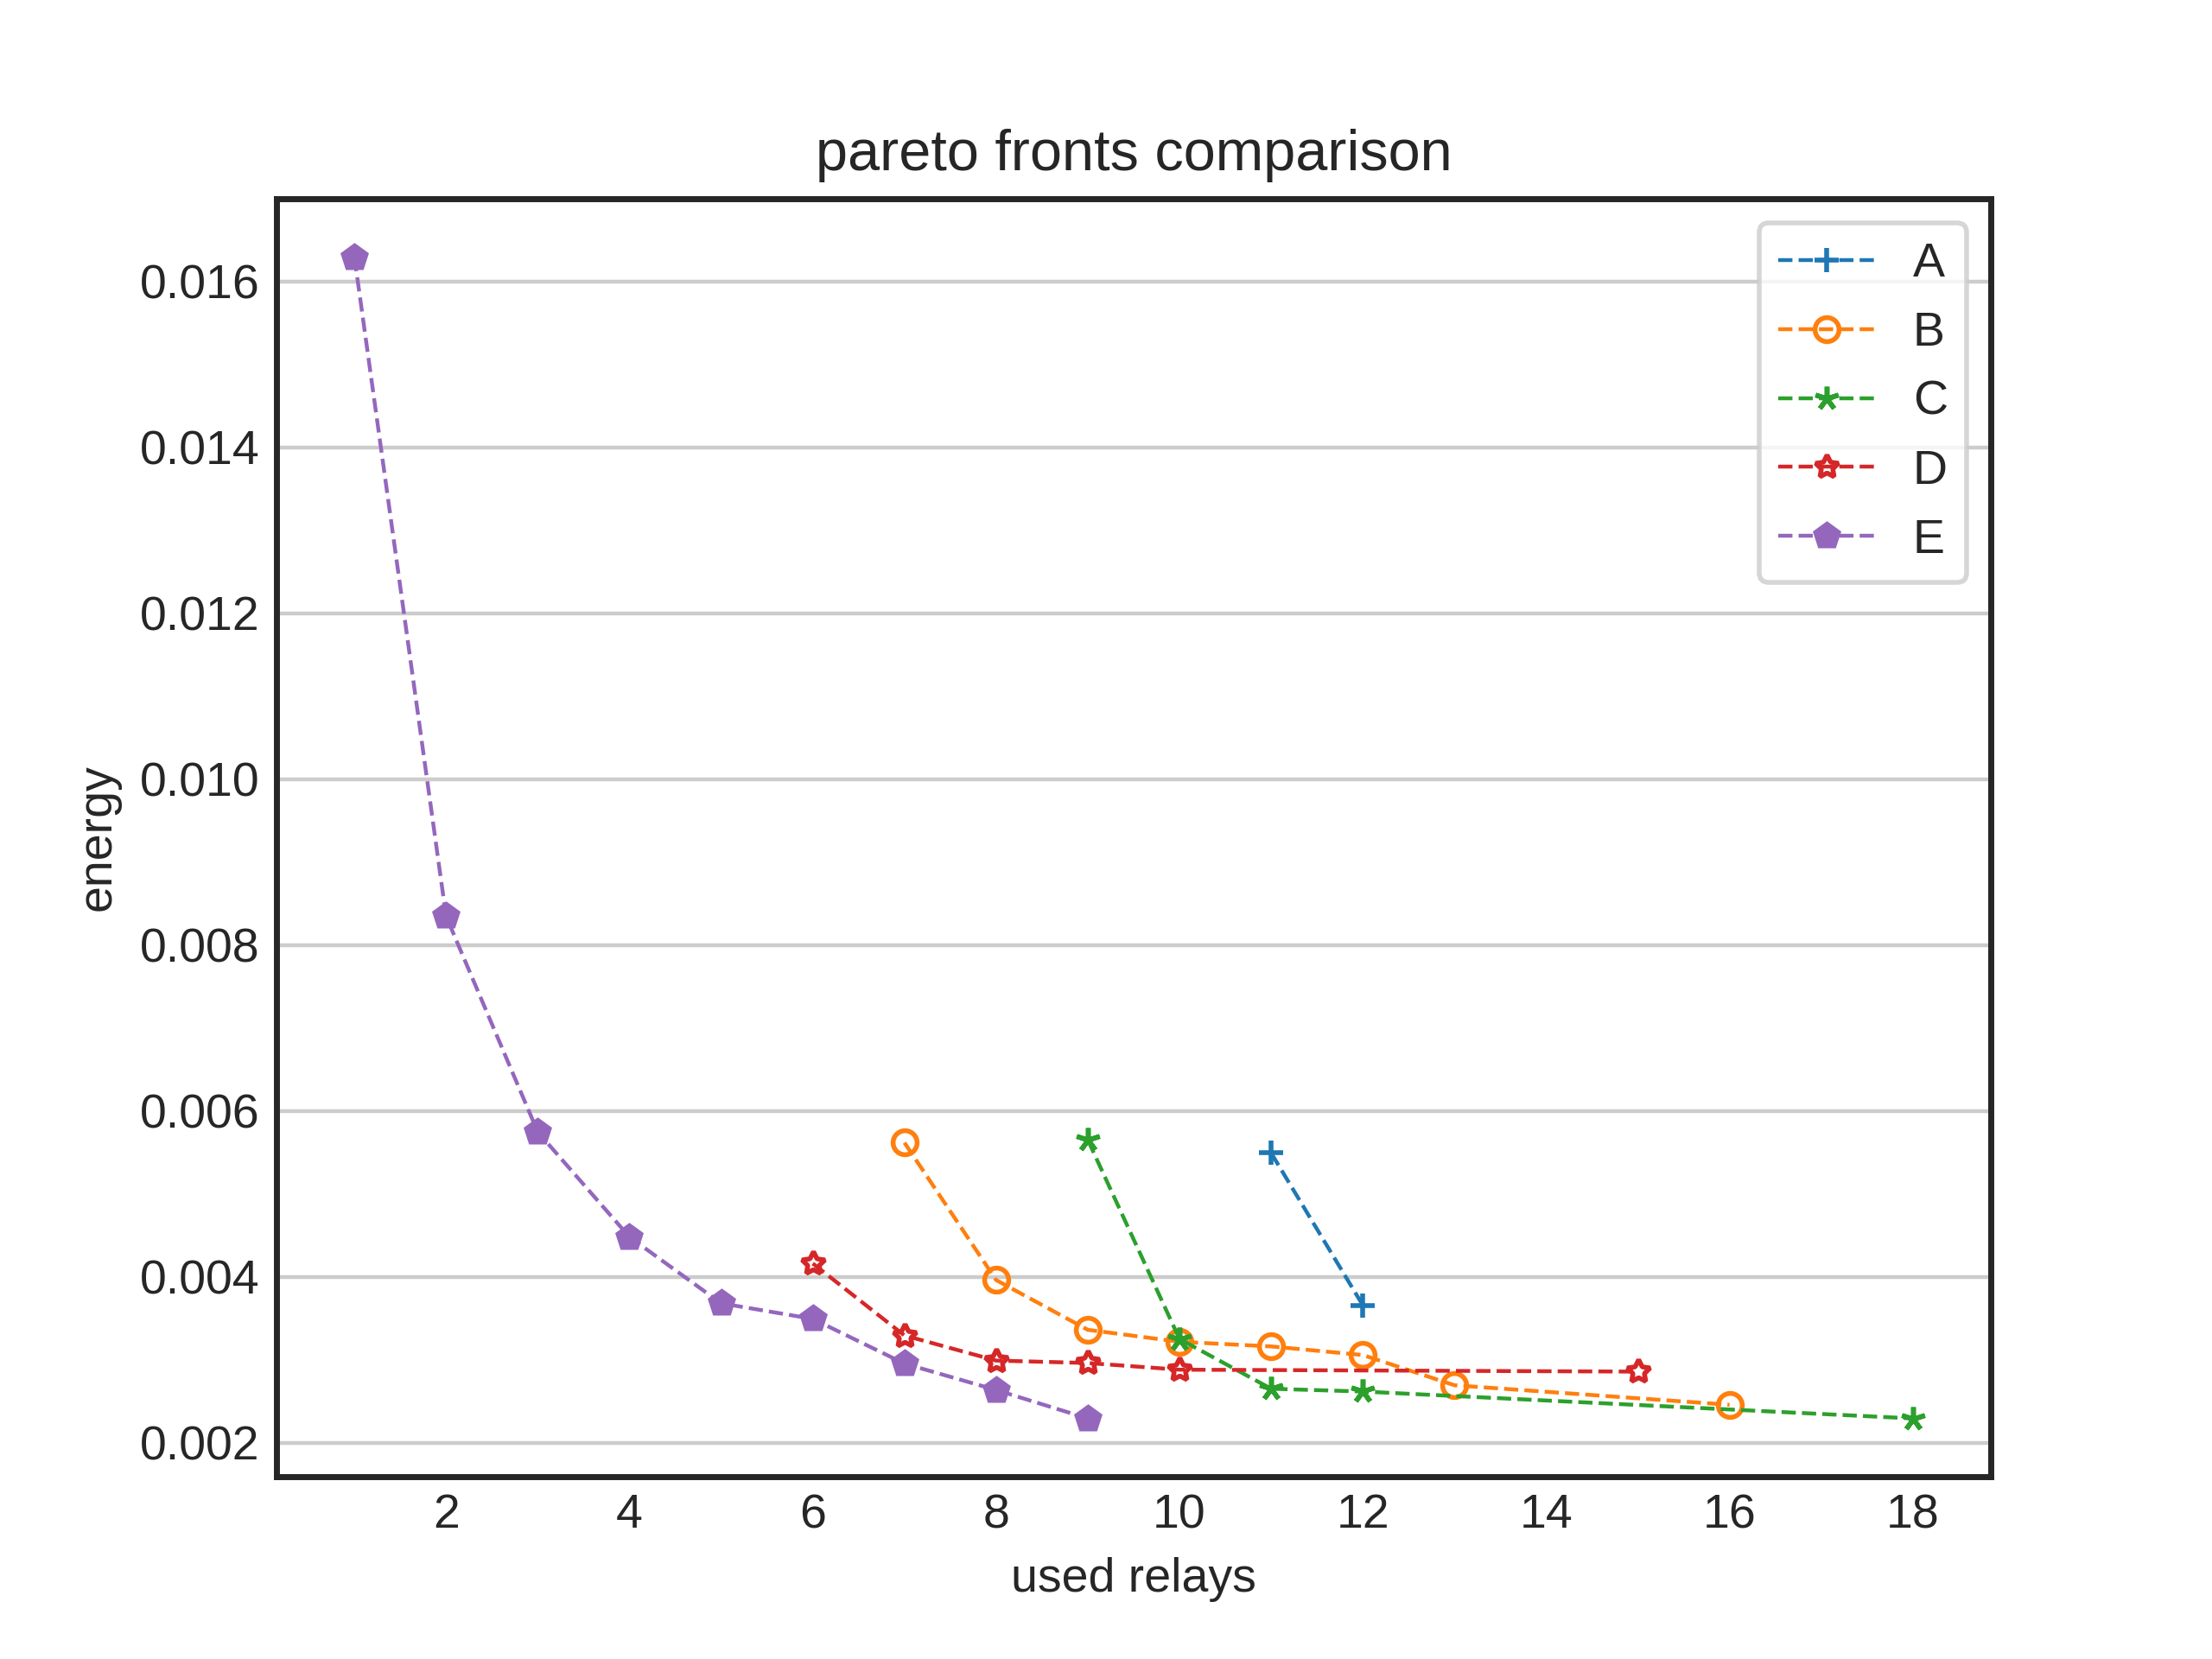 pareto fronts comparison
A
B
C
D
E
0.016
0.014
0.012
0.010
0.008
0.006
0.004
0.002
energy
2 4 6 8 10 12 14 16 18
used relays